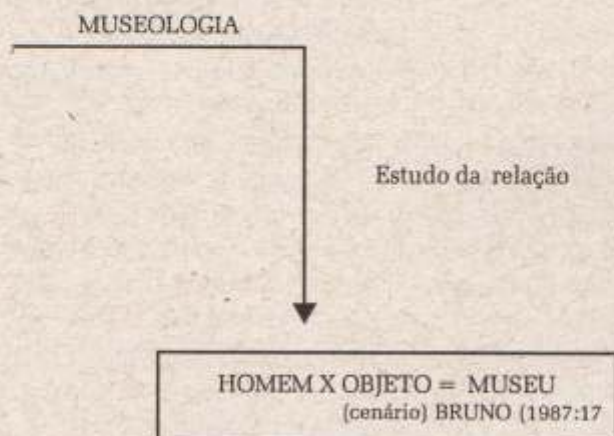 MUSEOLOGIA
Estudo da relação
HOMEM X OBJETO = MUSEU
(cenário) BRUNO (1987:17